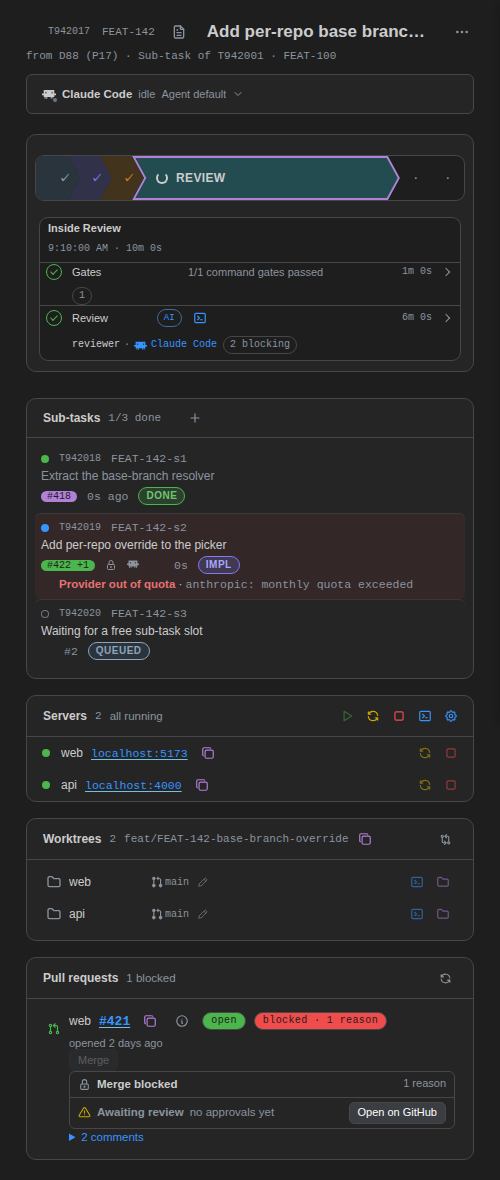 T942017 FEAT-142 Add per-repo base branc… ···
from D88 (P17) · Sub-task of T942001 · FEAT-100
Claude Code idle Agent default
REVIEW
Inside Review
9:10:00 AM · 10m 0s
Gates 1/1 command gates passed 1m 0s
1
Review AI 6m 0s
reviewer · Claude Code 2 blocking
Sub-tasks 1/3 done +
T942018 FEAT-142-s1
Extract the base-branch resolver
#418 0s ago DONE
T942019 FEAT-142-s2
Add per-repo override to the picker
#422 +1 0s IMPL
Provider out of quota · anthropic: monthly quota exceeded
T942020 FEAT-142-s3
Waiting for a free sub-task slot
#2 QUEUED
Servers 2 all running
web localhost:5173
api localhost:4000
Worktrees 2 feat/FEAT-142-base-branch-override
web main
api main
Pull requests 1 blocked
web #421 open blocked · 1 reason
opened 2 days ago
Merge
Merge blocked 1 reason
Awaiting review no approvals yet Open on GitHub
2 comments